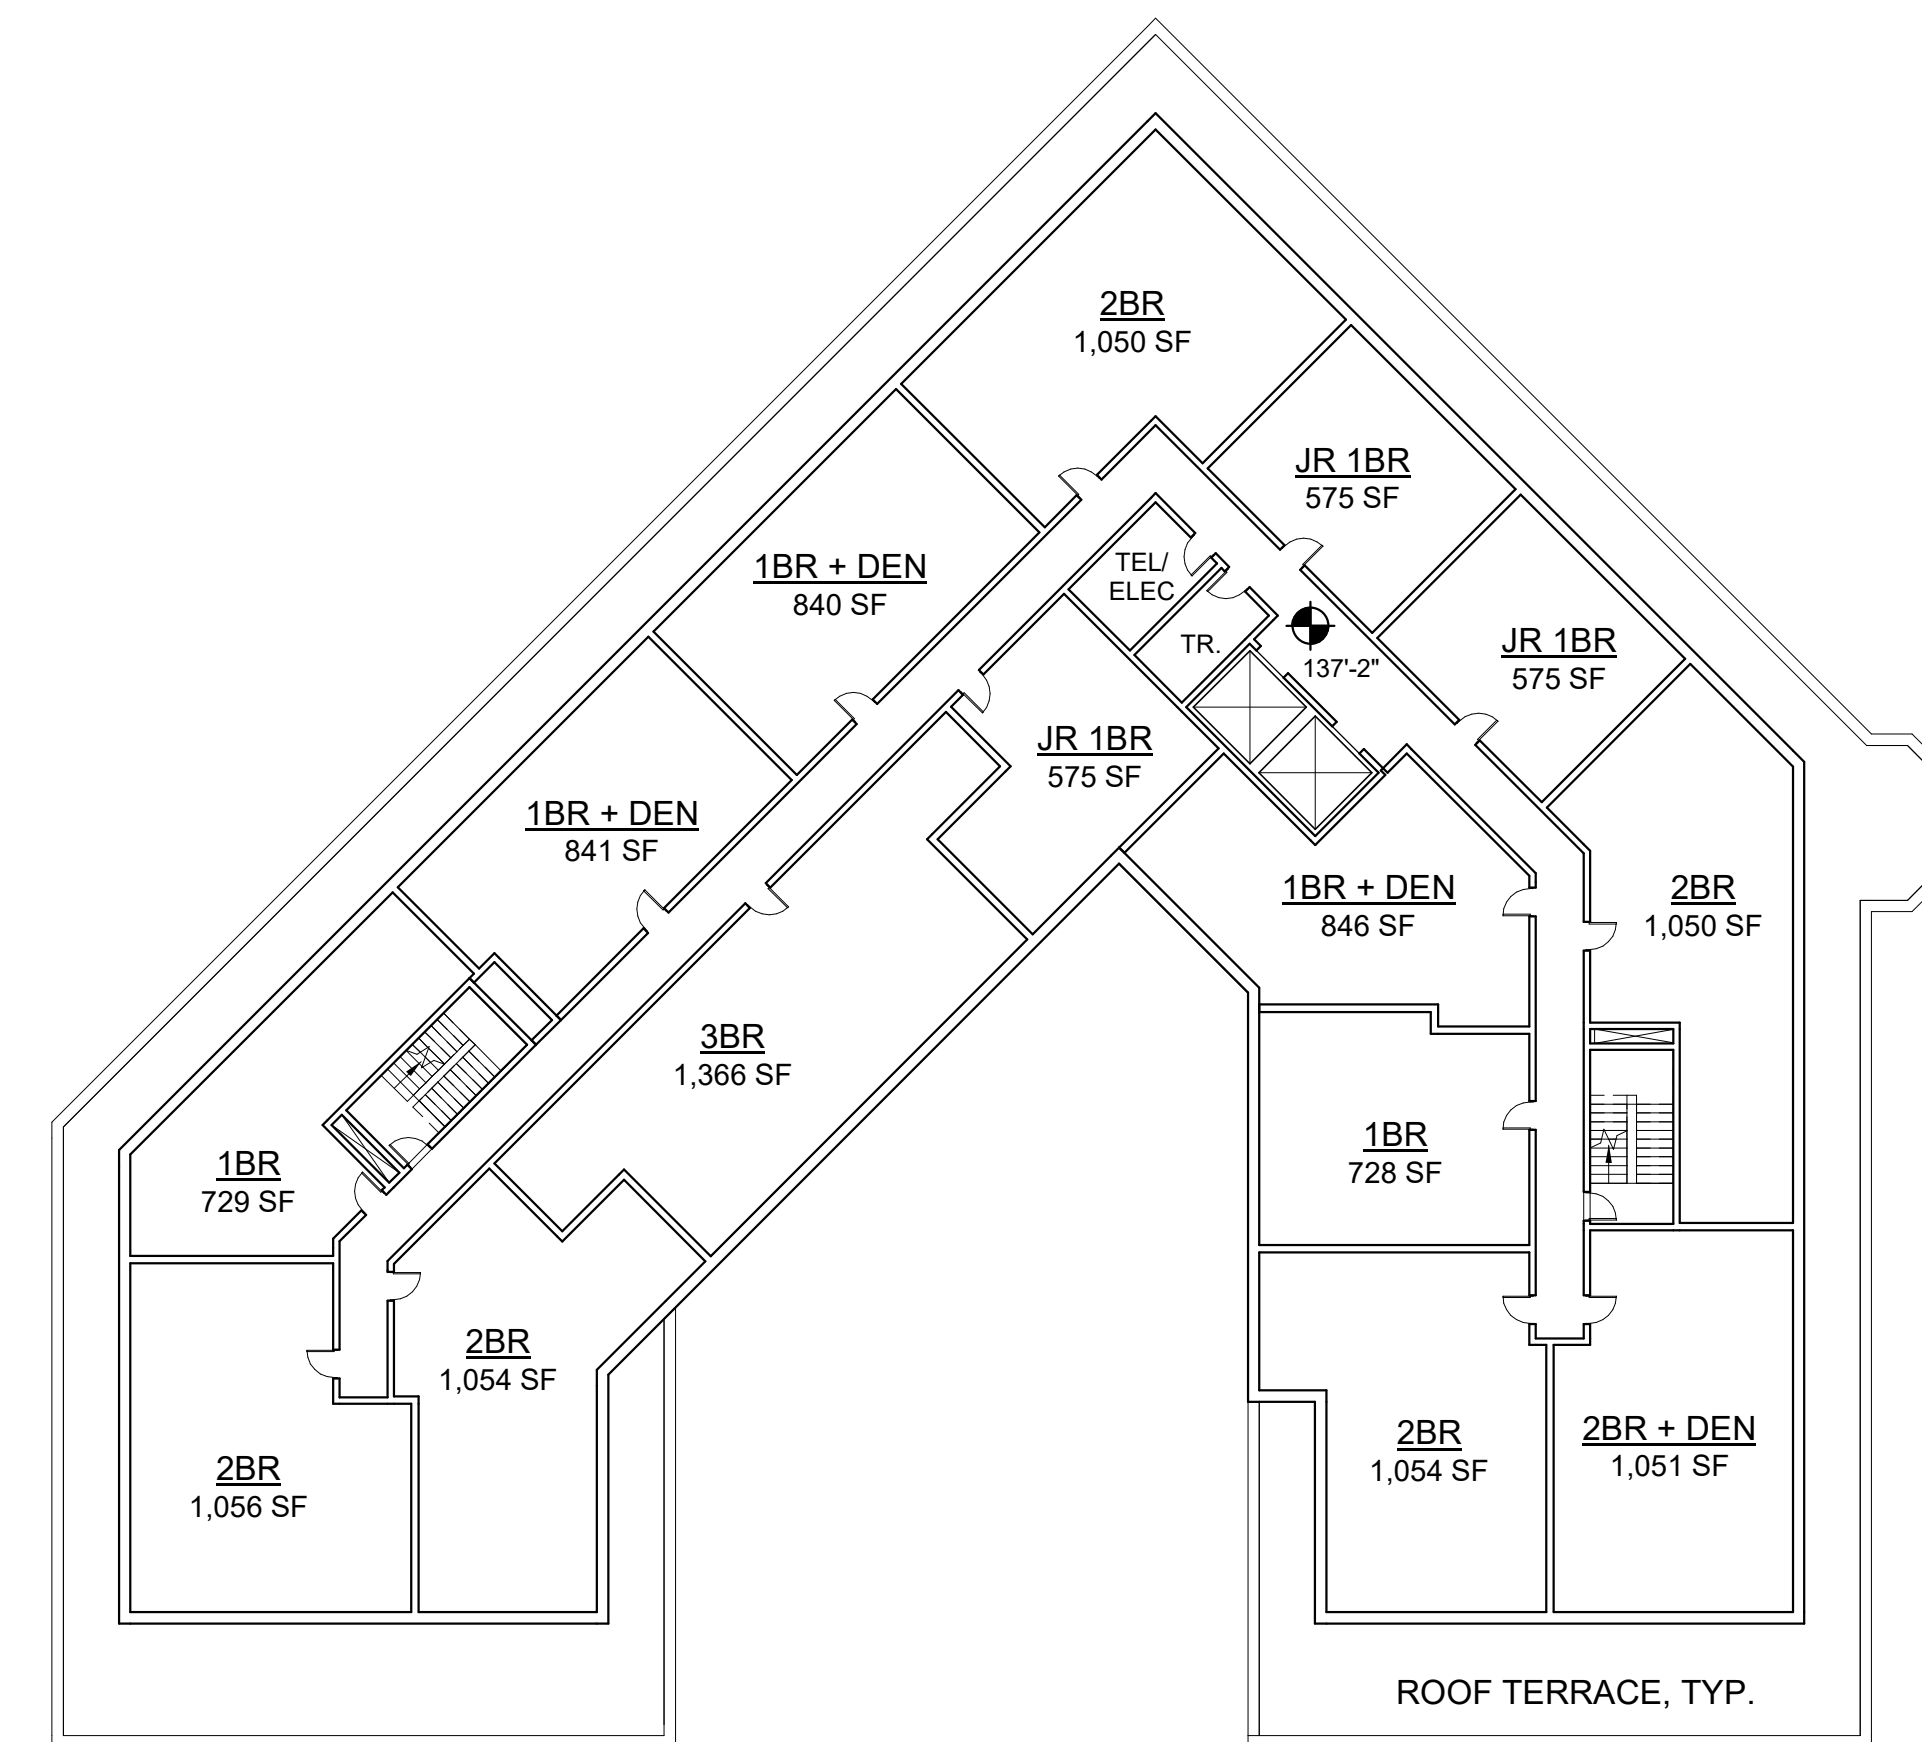 2BR
1,050 SF
JR 1BR
575 SF
1BR + DEN
840 SF
TEL/
ELEC
TR.
137'-2"
JR 1BR
575 SF
JR 1BR
575 SF
1BR + DEN
841 SF
1BR + DEN
846 SF
2BR
1,050 SF
3BR
1,366 SF
1BR
728 SF
1BR
729 SF
2BR
1,054 SF
2BR
1,054 SF
2BR + DEN
1,051 SF
2BR
1,056 SF
ROOF TERRACE, TYP.